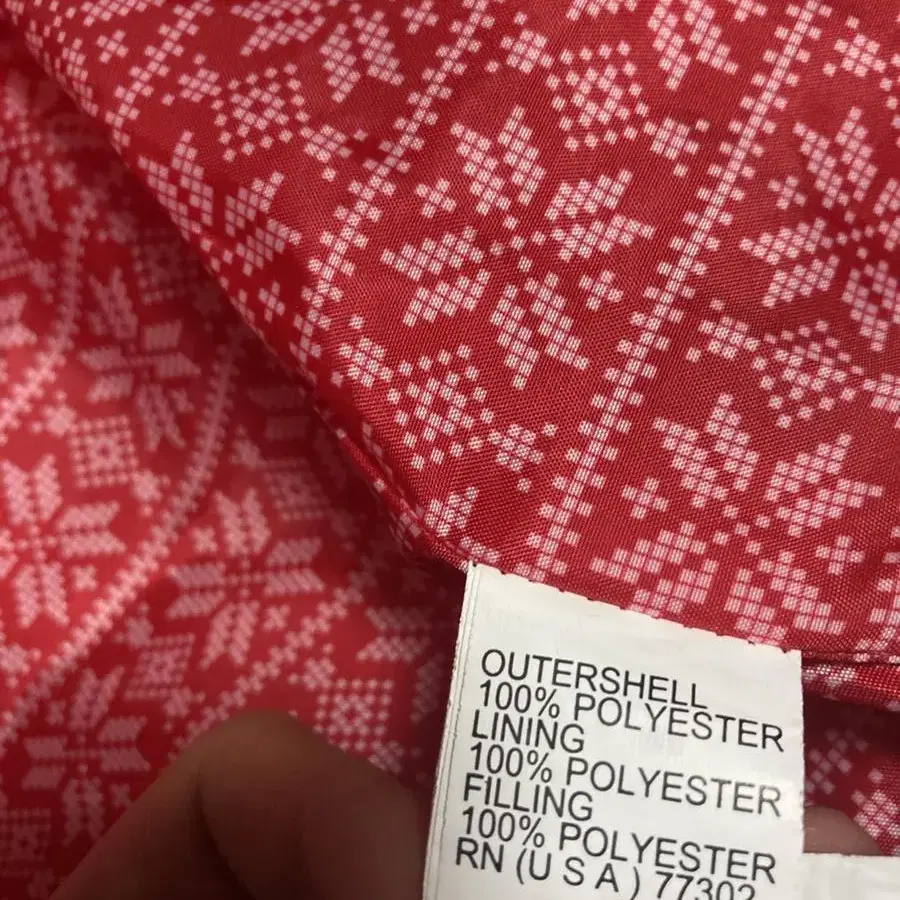 OUTERSHELL
100% POLYESTER
LINING
100% POLYESTER
FILLING
100% POLYESTER
RN (U S A ) 77302